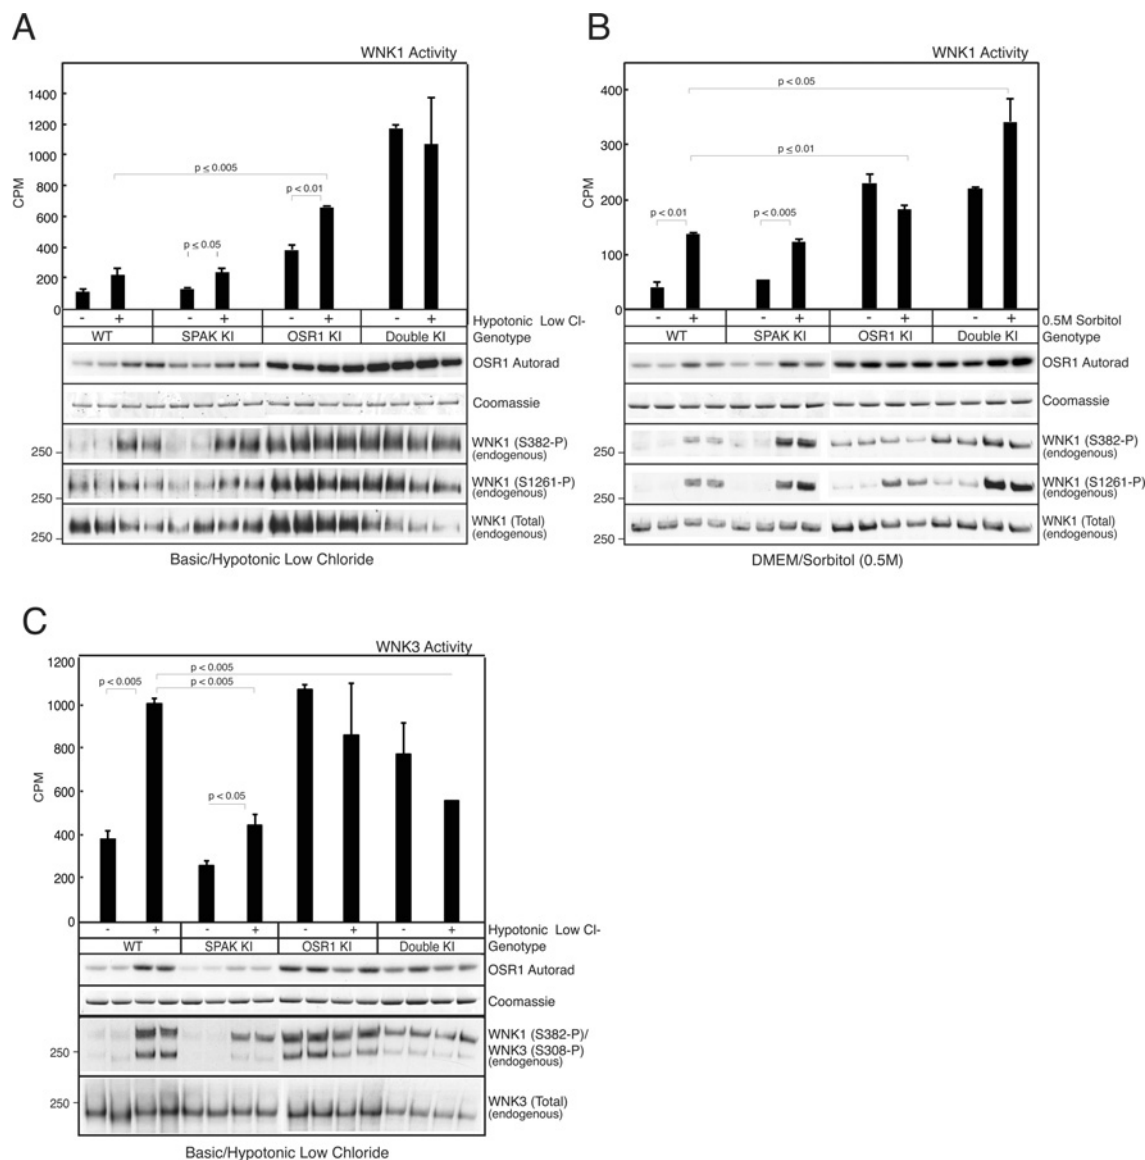 A
WNK1 Activity
1400
1200
1000
800
600
400
200
0
CPM
p ≤ 0.005
p < 0.01
p ≤ 0.05
- + - + - + - +
Hypotonic Low Cl-
WT SPAK KI OSR1 KI Double KI
Genotype
OSR1 Autorad
Coomassie
250
WNK1 (S382-P)
(endogenous)
250
WNK1 (S1261-P)
(endogenous)
250
WNK1 (Total)
(endogenous)
Basic/Hypotonic Low Chloride
B
WNK1 Activity
400
300
200
100
0
CPM
p < 0.05
p ≤ 0.01
p < 0.01
p < 0.005
- + - + - + - +
0.5M Sorbitol
WT SPAK KI OSR1 KI Double KI
Genotype
OSR1 Autorad
Coomassie
250
WNK1 (S382-P)
(endogenous)
250
WNK1 (S1261-P)
(endogenous)
250
WNK1 (Total)
(endogenous)
DMEM/Sorbitol (0.5M)
C
WNK3 Activity
1200
1000
800
600
400
200
0
CPM
p < 0.005
p < 0.005
p < 0.005
p < 0.05
- + - + - + - +
Hypotonic Low Cl-
WT SPAK KI OSR1 KI Double KI
Genotype
OSR1 Autorad
Coomassie
WNK1 (S382-P)/
250
WNK3 (S308-P)
(endogenous)
250
WNK3 (Total)
(endogenous)
Basic/Hypotonic Low Chloride